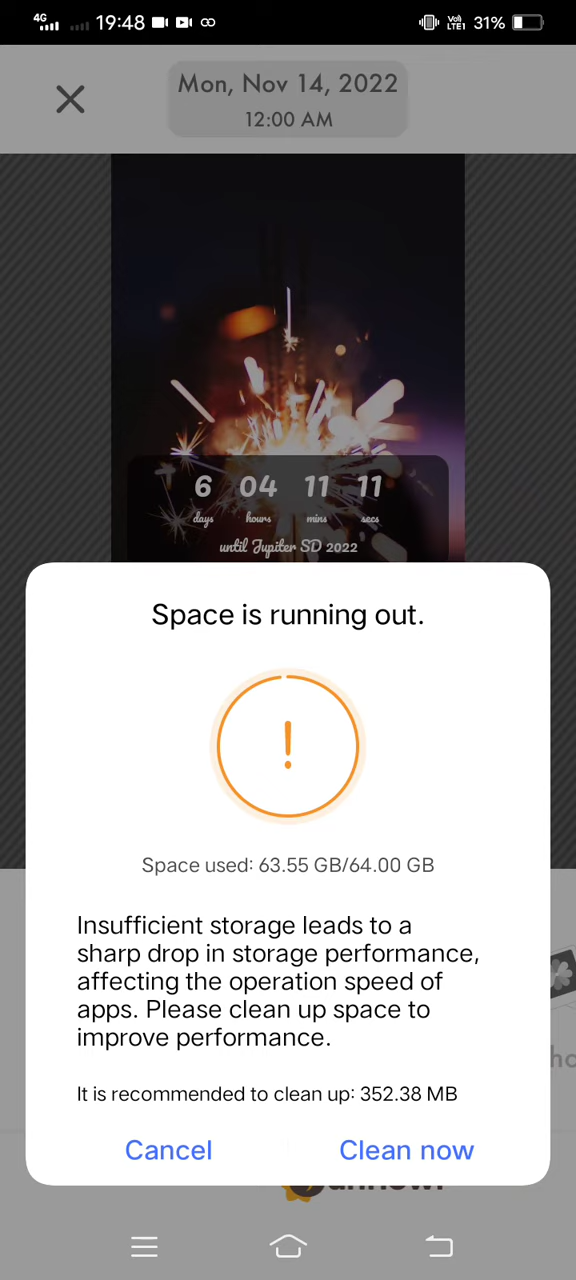 4G 19:48 Vo) LTE1 31%
Mon, Nov 14, 2022
12:00 AM
6 04 11 11
days hours mins secs
until Jupiter SD 2022
Space is running out.
!
Space used: 63.55 GB/64.00 GB
Insufficient storage leads to a
sharp drop in storage performance,
affecting the operation speed of
apps. Please clean up space to
improve performance.
It is recommended to clean up: 352.38 MB
Cancel Clean now